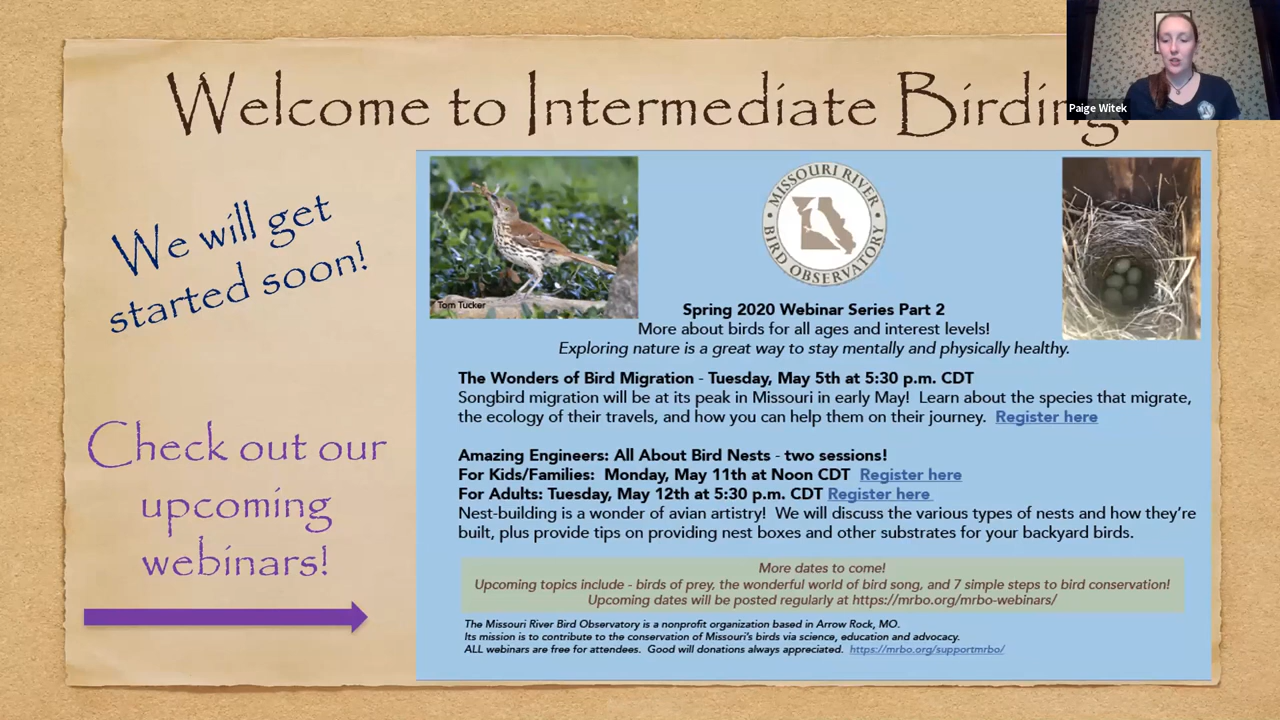 Welcome to Intermediate Birding!
Paige Witek
We will get
started soon!
Check out our
upcoming
webinars!
Tom Tucker
MISSOURI RIVER
BIRD OBSERVATORY
Spring 2020 Webinar Series Part 2
More about birds for all ages and interest levels!
Exploring nature is a great way to stay mentally and physically healthy.
The Wonders of Bird Migration - Tuesday, May 5th at 5:30 p.m. CDT
Songbird migration will be at its peak in Missouri in early May! Learn about the species that migrate,
the ecology of their travels, and how you can help them on their journey. Register here
Amazing Engineers: All About Bird Nests - two sessions!
For Kids/Families: Monday, May 11th at Noon CDT Register here
For Adults: Tuesday, May 12th at 5:30 p.m. CDT Register here
Nest-building is a wonder of avian artistry! We will discuss the various types of nests and how they're
built, plus provide tips on providing nest boxes and other substrates for your backyard birds.
More dates to come!
Upcoming topics include - birds of prey, the wonderful world of bird song, and 7 simple steps to bird conservation!
Upcoming dates will be posted regularly at https://mrbo.org/mrbo-webinars/
The Missouri River Bird Observatory is a nonprofit organization based in Arrow Rock, MO.
Its mission is to contribute to the conservation of Missouri's birds via science, education and advocacy.
ALL webinars are free for attendees. Good will donations always appreciated. https://mrbo.org/supportmrbo/